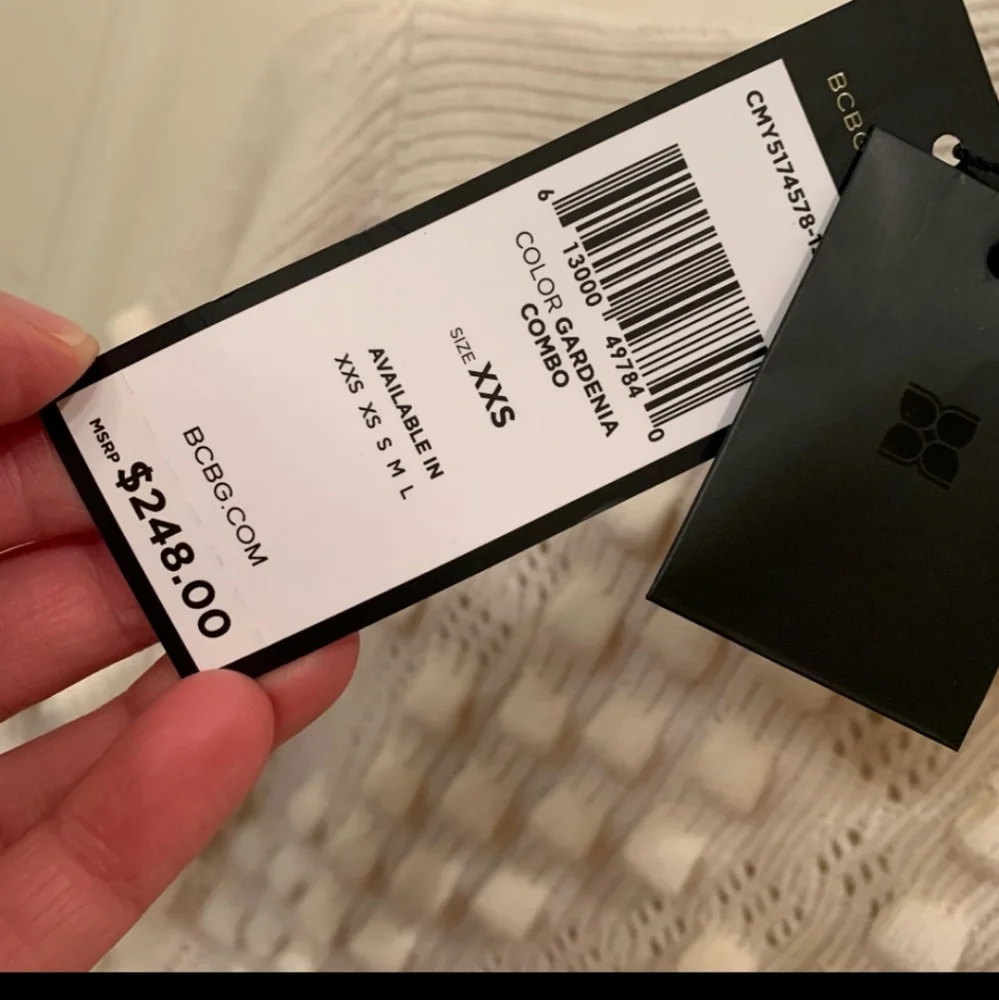 BCBG
CMY5174578-1
6 13000 49784 0
COLOR GARDENIA
COMBO
SIZE XXS
AVAILABLE IN
XXS XS S M L
BCBG.COM
MSRP $248.00